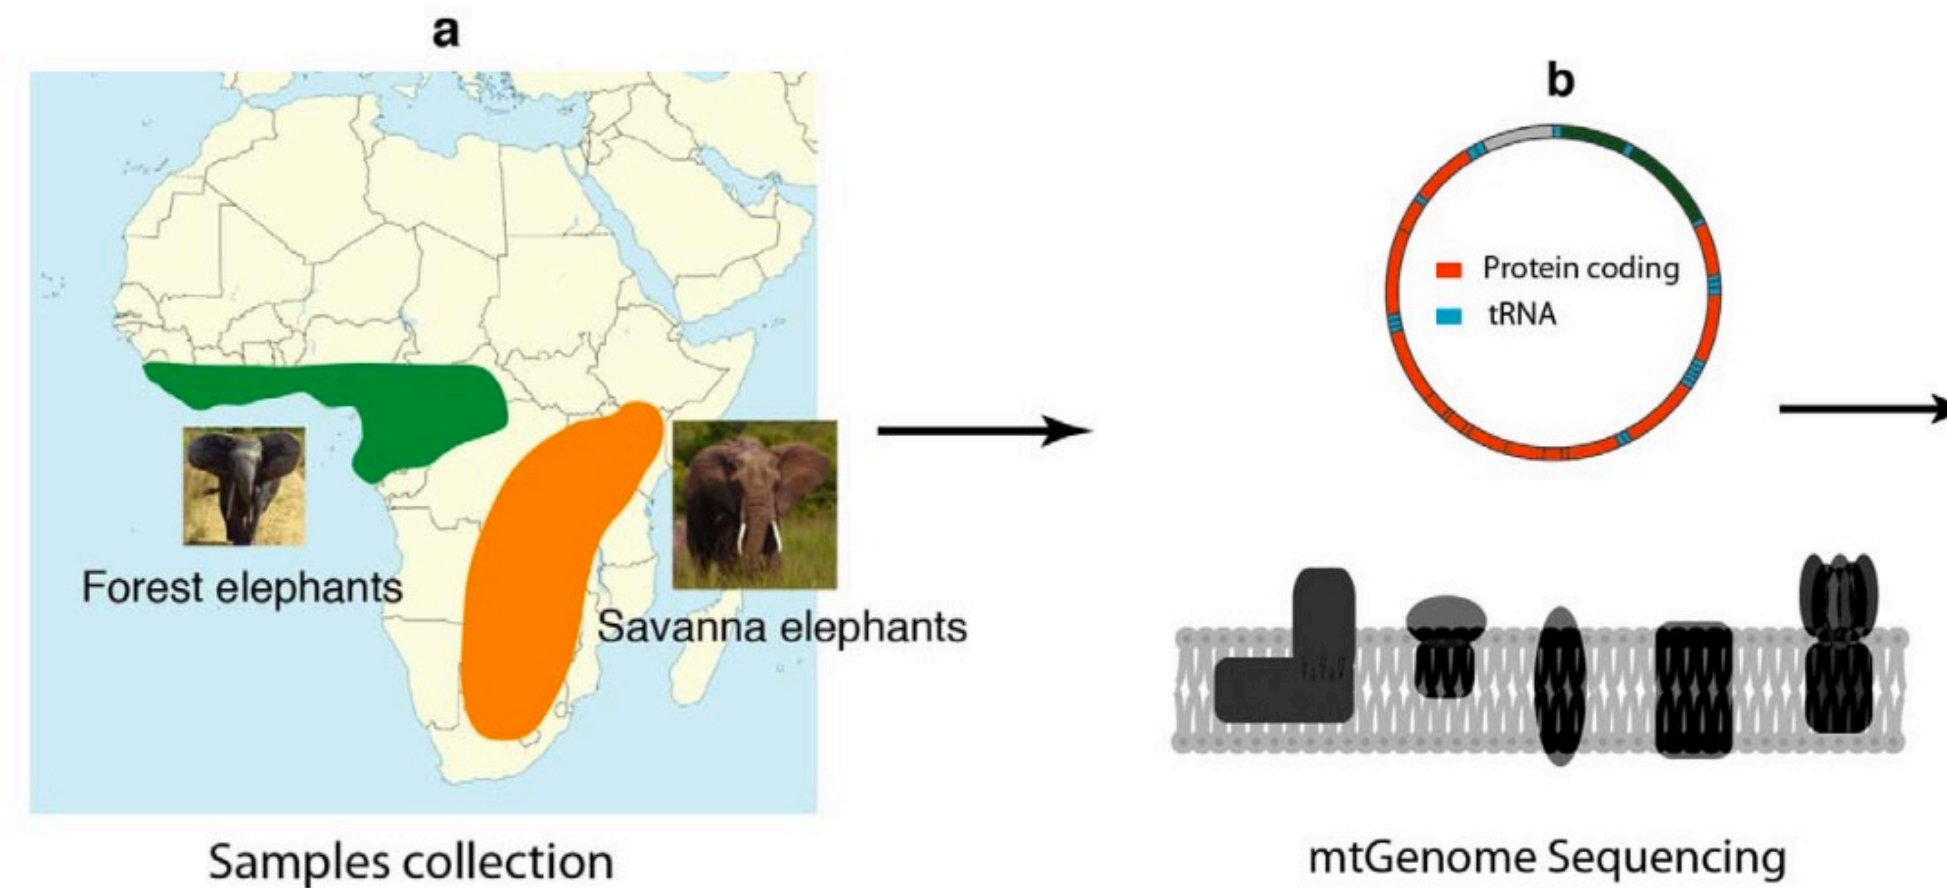 a
Forest elephants
Savanna elephants
Samples collection
b
Protein coding
tRNA
mtGenome Sequencing